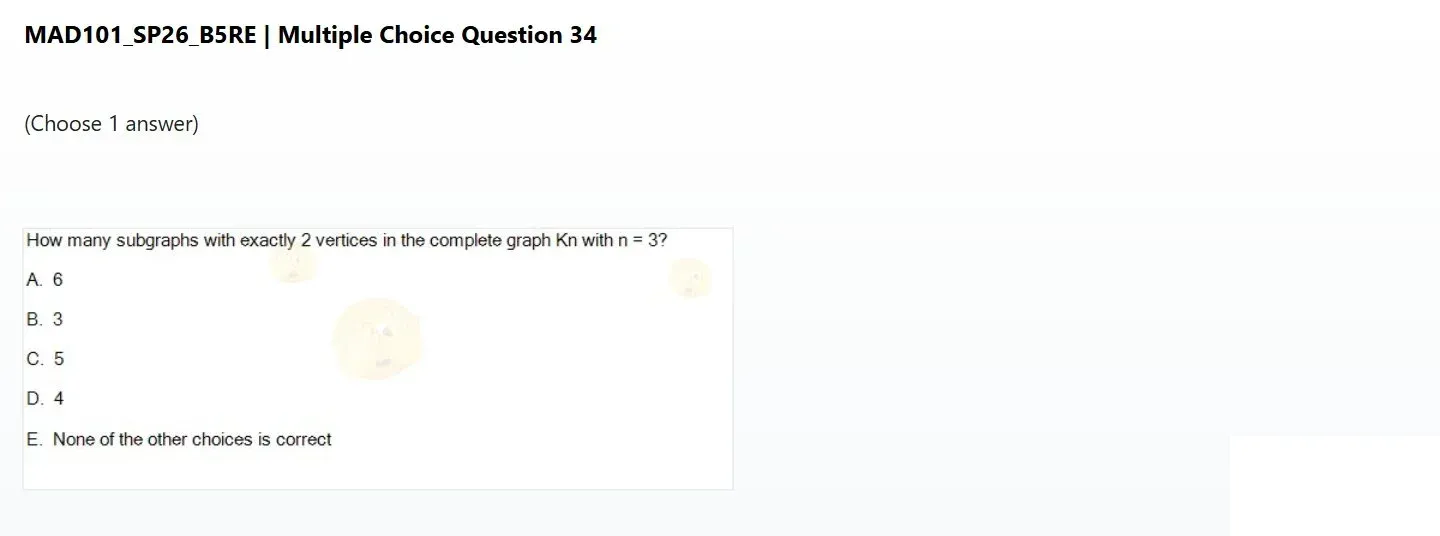 MAD101_SP26_B5RE | Multiple Choice Question 34
(Choose 1 answer)
How many subgraphs with exactly 2 vertices in the complete graph Kn with n = 3?
A. 6
B. 3
C. 5
D. 4
E. None of the other choices is correct